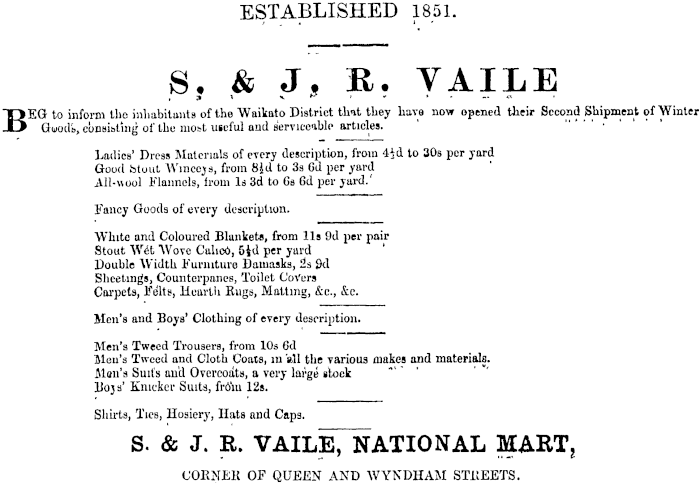 ESTABLISHED 1851.
S. & J. R. VAILE
BEG to inform the inhabitants of the Waikato District that they have now opened their Second Shipment of Winter
Goods, consisting of the most useful and serviceable articles.
Ladies' Dress Materials of every description, from 4½d to 30s per yard
Good Stout Winceys, from 8½d to 3s 6d per yard
All-wool Flannels, from 1s 3d to 6s 6d per yard.
Fancy Goods of every description.
White and Coloured Blankets, from 11s 9d per pair
Stout Wet Wove Calico, 5½d per yard
Double Width Furniture Damasks, 2s 9d
Sheetings, Counterpanes, Toilet Covers
Carpets, Felts, Hearth Rugs, Matting, &c., &c.
Men's and Boys' Clothing of every description.
Men's Tweed Trousers, from 10s 6d
Men's Tweed and Cloth Coats, in all the various makes and materials.
Men's Suits and Overcoats, a very large stock
Boys' Knicker Suits, from 12s.
Shirts, Ties, Hosiery, Hats and Caps.
S. & J. R. VAILE, NATIONAL MART,
CORNER OF QUEEN AND WYNDHAM STREETS.